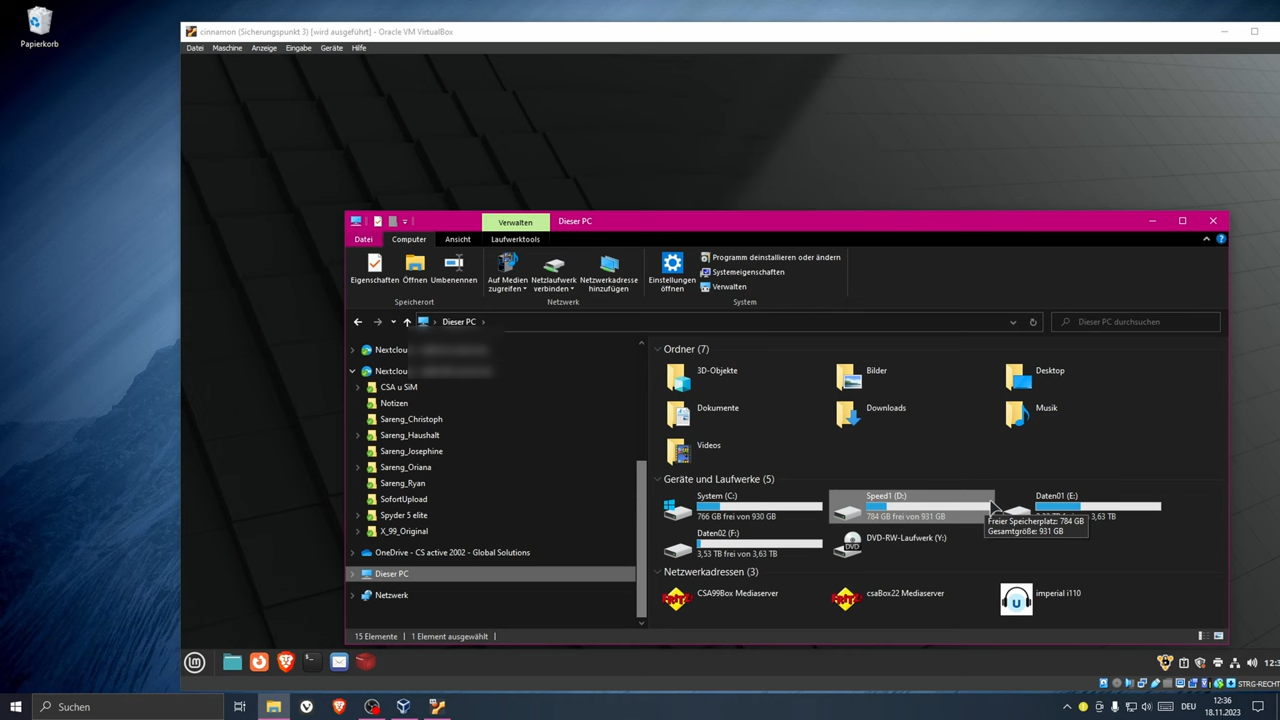 Papierkorb
cinnamon (Sicherungspunkt 3) [wird ausgeführt] - Oracle VM VirtualBox
Datei Maschine Anzeige Eingabe Geräte Hilfe
Verwalten Dieser PC
Datei Computer Ansicht Laufwerktools
Eigenschaften Öffnen Umbenennen
Auf Medien zugreifen
Netzlaufwerk verbinden
Netzwerkadresse hinzufügen
Einstellungen öffnen
Programm deinstallieren oder ändern
Systemeigenschaften
Verwalten
Speicherort Netzwerk System
Dieser PC
Dieser PC durchsuchen
Nextclou
Nextclou
CSA u SiM
Notizen
Sareng_Christoph
Sareng_Haushalt
Sareng_Josephine
Sareng_Oriana
Sareng_Ryan
SofortUpload
Spyder 5 elite
X_99_Original
OneDrive - CS active 2002 - Global Solutions
Dieser PC
Netzwerk
Ordner (7)
3D-Objekte Bilder Desktop
Dokumente Downloads Musik
Videos
Geräte und Laufwerke (5)
System (C:)
766 GB frei von 930 GB
Speed1 (D:)
784 GB frei von 931 GB
Daten01 (E:)
3,63 TB
Freier Speicherplatz: 784 GB
Gesamtgröße: 931 GB
Daten02 (F:)
3,53 TB frei von 3,63 TB
DVD-RW-Laufwerk (Y:)
DVD
Netzwerkadressen (3)
CSA99Box Mediaserver csaBox22 Mediaserver imperial i110
FRITZ! FRITZ!
15 Elemente 1 Element ausgewählt
12:3
STRG-RECHT
Suchen
DEU
12:36
18.11.2023